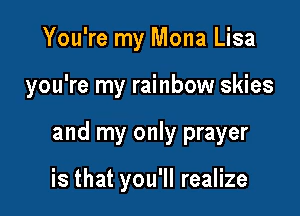 You're my Mona Lisa
you're my rainbow skies
and my only prayer
is that you'll realize